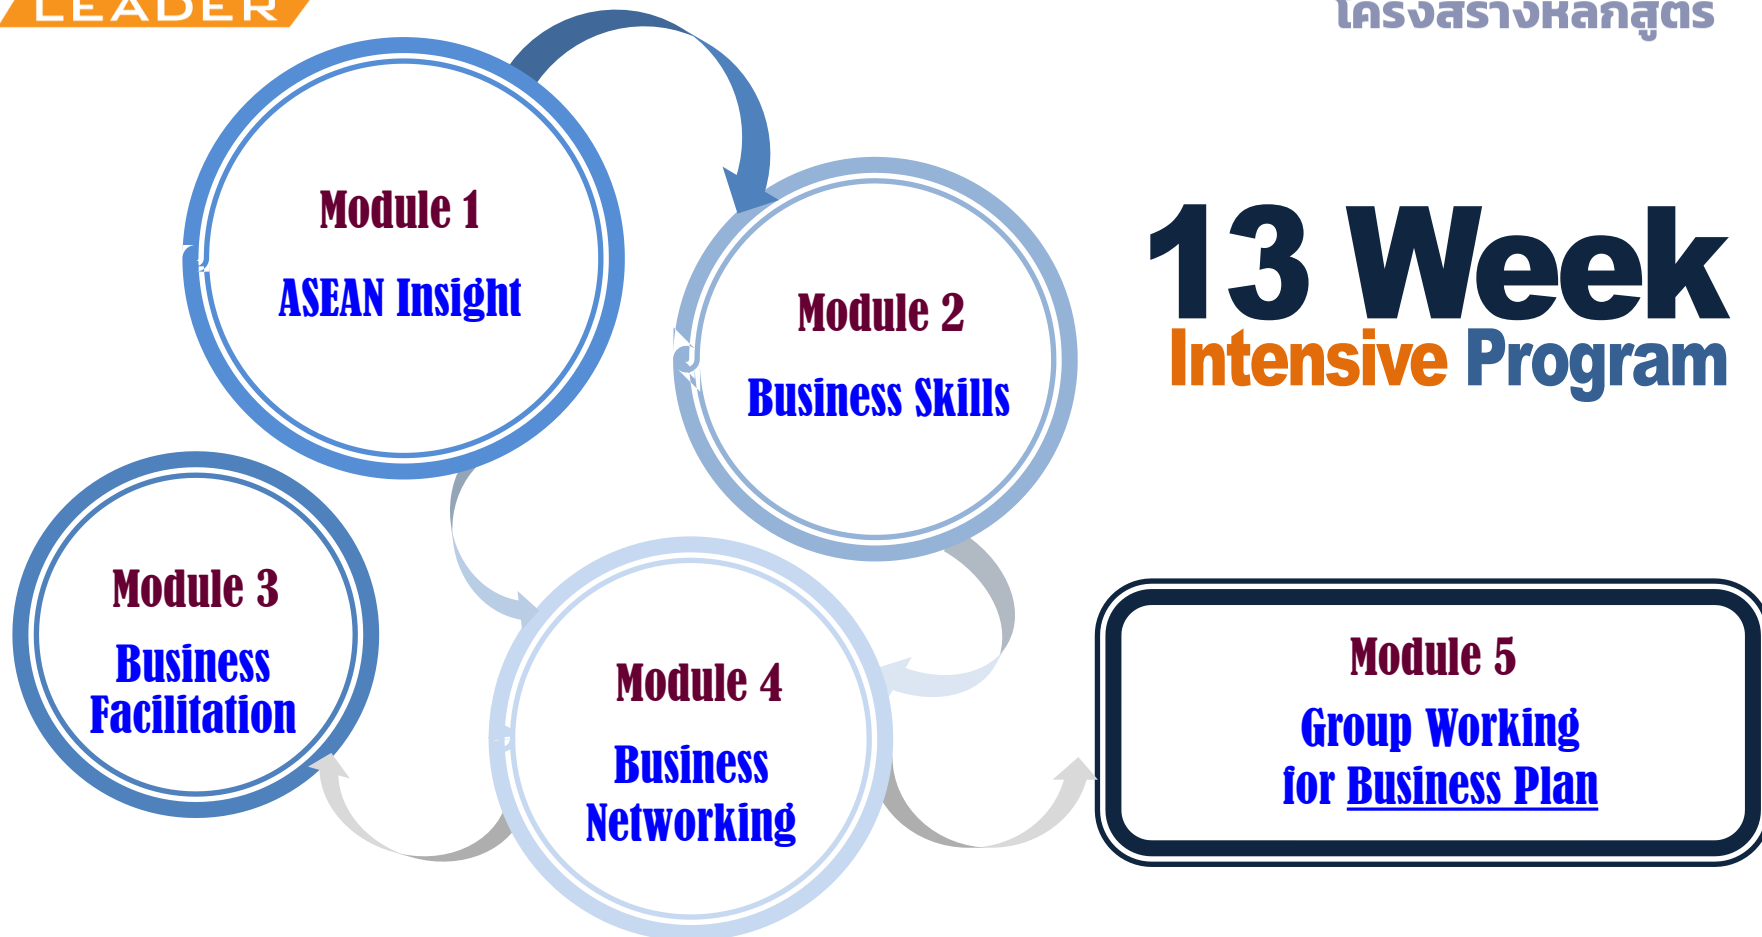 LEADER
โครงสร้างหลักสูตร
Module 1
ASEAN Insight
Module 2
Business Skills
13 Week
Intensive Program
Module 3
Business
Facilitation
Module 4
Business
Networking
Module 5
Group Working
for Business Plan